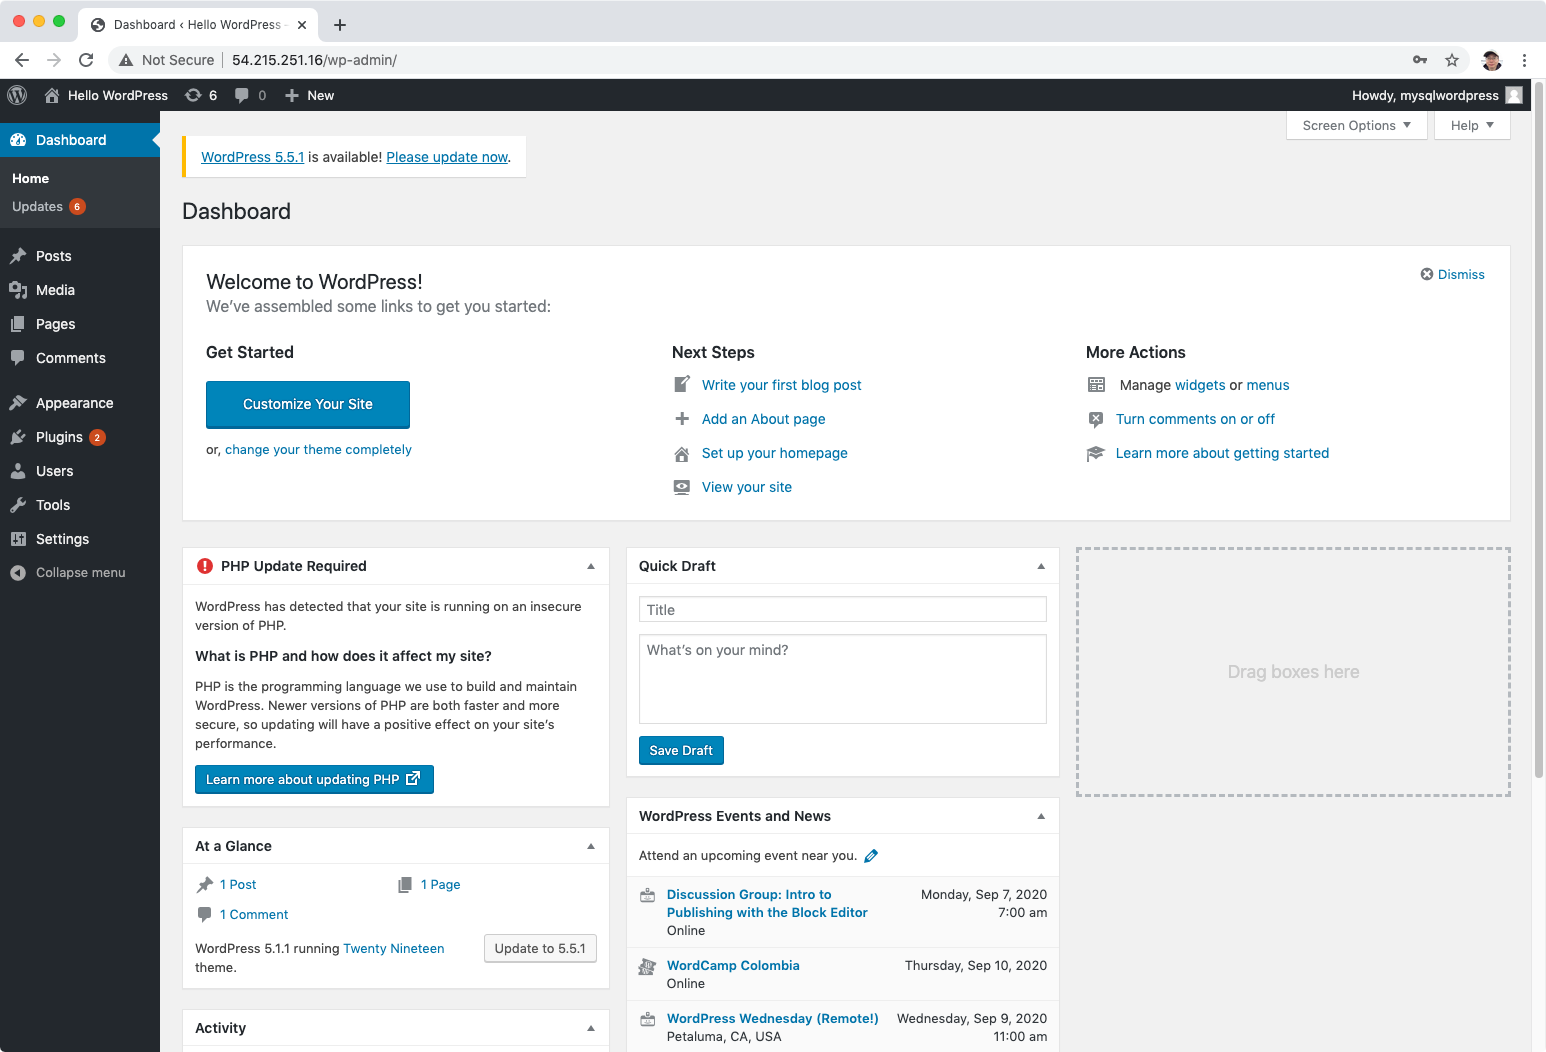 Dashboard ‹ Hello WordPress –
Not Secure
54.215.251.16/wp-admin/
Hello WordPress
6
0
New
Howdy, mysqlwordpress
Screen Options
Help
Dashboard
Home
Updates 6
Posts
Media
Pages
Comments
Appearance
Plugins 2
Users
Tools
Settings
Collapse menu
WordPress 5.5.1 is available! Please update now.
Dashboard
Welcome to WordPress!
We’ve assembled some links to get you started:
Dismiss
Get Started
Customize Your Site
or, change your theme completely
Next Steps
Write your first blog post
Add an About page
Set up your homepage
View your site
More Actions
Manage widgets or menus
Turn comments on or off
Learn more about getting started
PHP Update Required
WordPress has detected that your site is running on an insecure
version of PHP.
What is PHP and how does it affect my site?
PHP is the programming language we use to build and maintain
WordPress. Newer versions of PHP are both faster and more
secure, so updating will have a positive effect on your site’s
performance.
Learn more about updating PHP
At a Glance
1 Post
1 Page
1 Comment
WordPress 5.1.1 running Twenty Nineteen
theme.
Update to 5.5.1
Activity
Quick Draft
Title
What’s on your mind?
Save Draft
WordPress Events and News
Attend an upcoming event near you.
Discussion Group: Intro to
Publishing with the Block Editor
Online
Monday, Sep 7, 2020
7:00 am
WordCamp Colombia
Online
Thursday, Sep 10, 2020
WordPress Wednesday (Remote!)
Petaluma, CA, USA
Wednesday, Sep 9, 2020
11:00 am
Drag boxes here